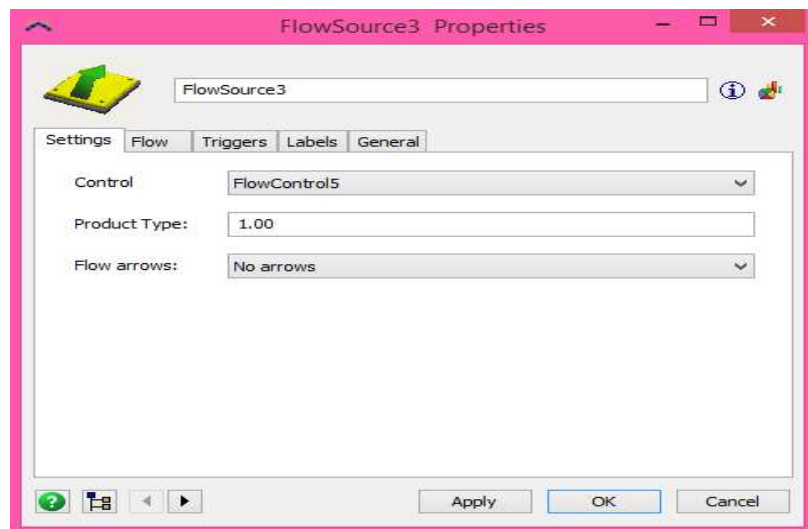 FlowSource3 Properties
FlowSource3
Settings Flow Triggers Labels General
Control FlowControl5
Product Type: 1.00
Flow arrows: No arrows
Apply OK Cancel